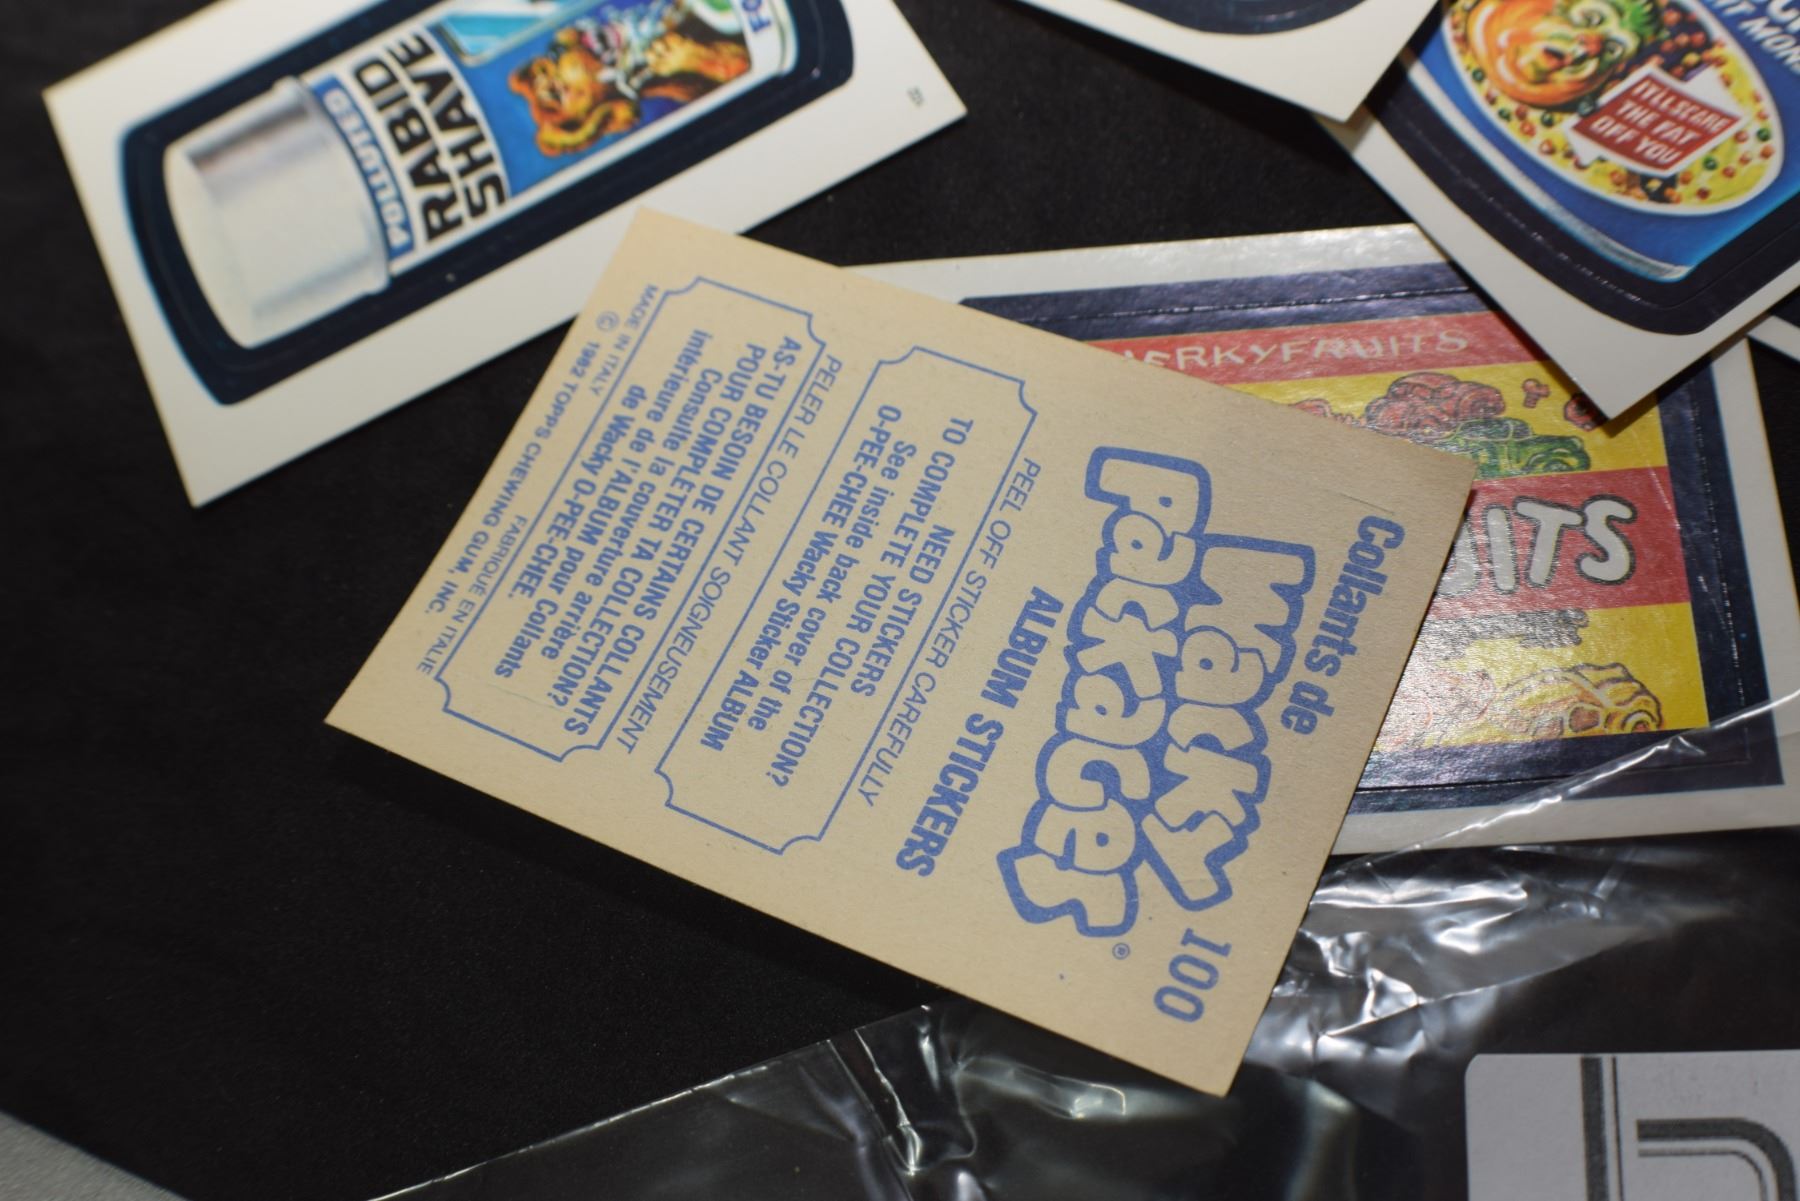 Collants de
Wacky
Packages®
100
ALBUM STICKERS
PEEL OFF STICKER CAREFULLY
NEED STICKERS
TO COMPLETE YOUR COLLECTION?
See inside back cover of the
O-PEE-CHEE Wacky Sticker ALBUM
PELER LE COLLANT SOIGNEUSEMENT
AS-TU BESOIN DE CERTAINS COLLANTS
POUR COMPLÉTER TA COLLECTION?
Consulte la couverture arrière
intérieure de l'ALBUM pour Collants
de Wacky O-PEE-CHEE.
MADE IN ITALY FABRIQUÉ EN ITALIE
© 1982 TOPPS CHEWING GUM, INC.
POLLUTED
RABID
SHAVE
IT'LL SCARE
THE FAT
OFF YOU